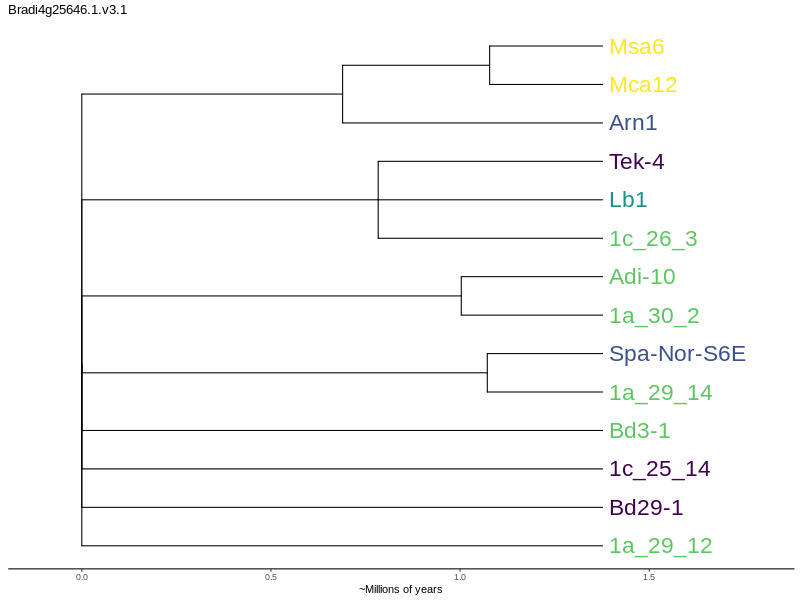 Bradi4g25646.1.v3.1
Msa6
Mca12
Arn1
Tek-4
Lb1
1c_26_3
Adi-10
1a_30_2
Spa-Nor-S6E
1a_29_14
Bd3-1
1c_25_14
Bd29-1
1a_29_12
0.0 0.5 1.0 1.5
~Millions of years